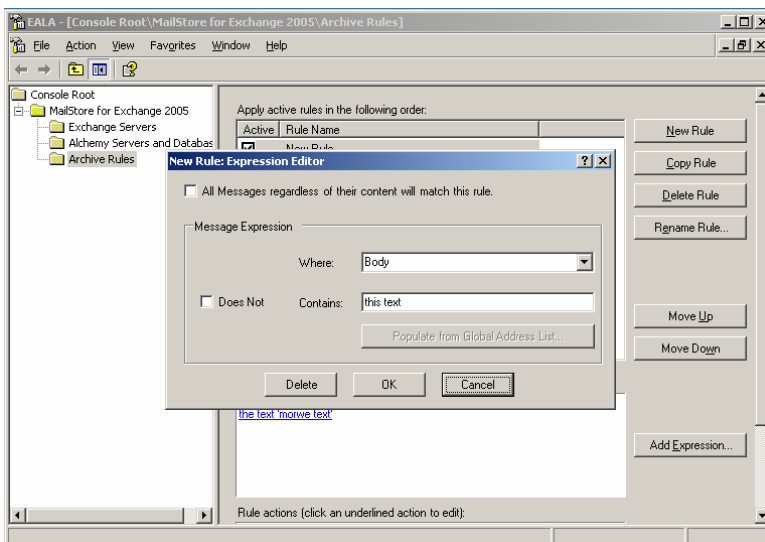 EALA - [Console Root\MailStore for Exchange 2005\Archive Rules]
File Action View Favorites Window Help
Console Root
MailStore for Exchange 2005
Exchange Servers
Alchemy Servers and Databas
Archive Rules
Apply active rules in the following order:
Active Rule Name
New Rule
New Rule
Copy Rule
Delete Rule
Rename Rule...
Move Up
Move Down
Add Expression...
New Rule: Expression Editor
All Messages regardless of their content will match this rule.
Message Expression
Where: Body
Does Not Contains: this text
Populate from Global Address List...
Delete OK Cancel
the text 'morwe text'
Rule actions (click an underlined action to edit):